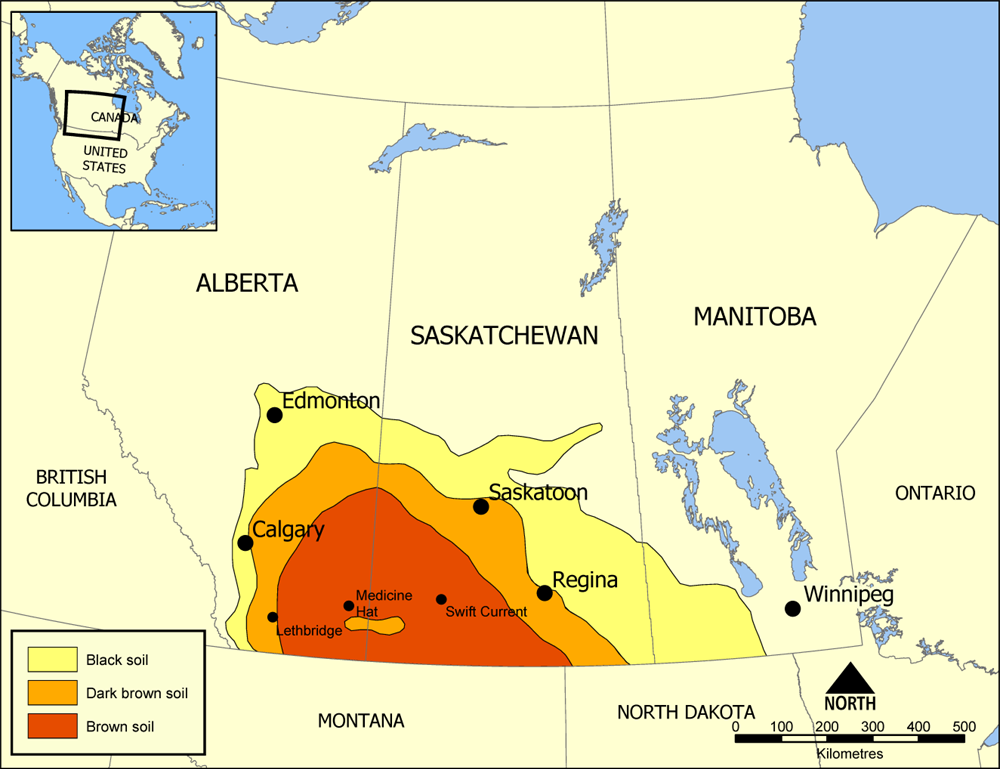 CANADA
UNITED
STATES
ALBERTA
SASKATCHEWAN
MANITOBA
Edmonton
BRITISH
COLUMBIA
Saskatoon
ONTARIO
Calgary
Regina
Medicine
Hat
Swift Current
Winnipeg
Lethbridge
Black soil
Dark brown soil
Brown soil
MONTANA
NORTH DAKOTA
NORTH
0 100 200 300 400 500
Kilometres